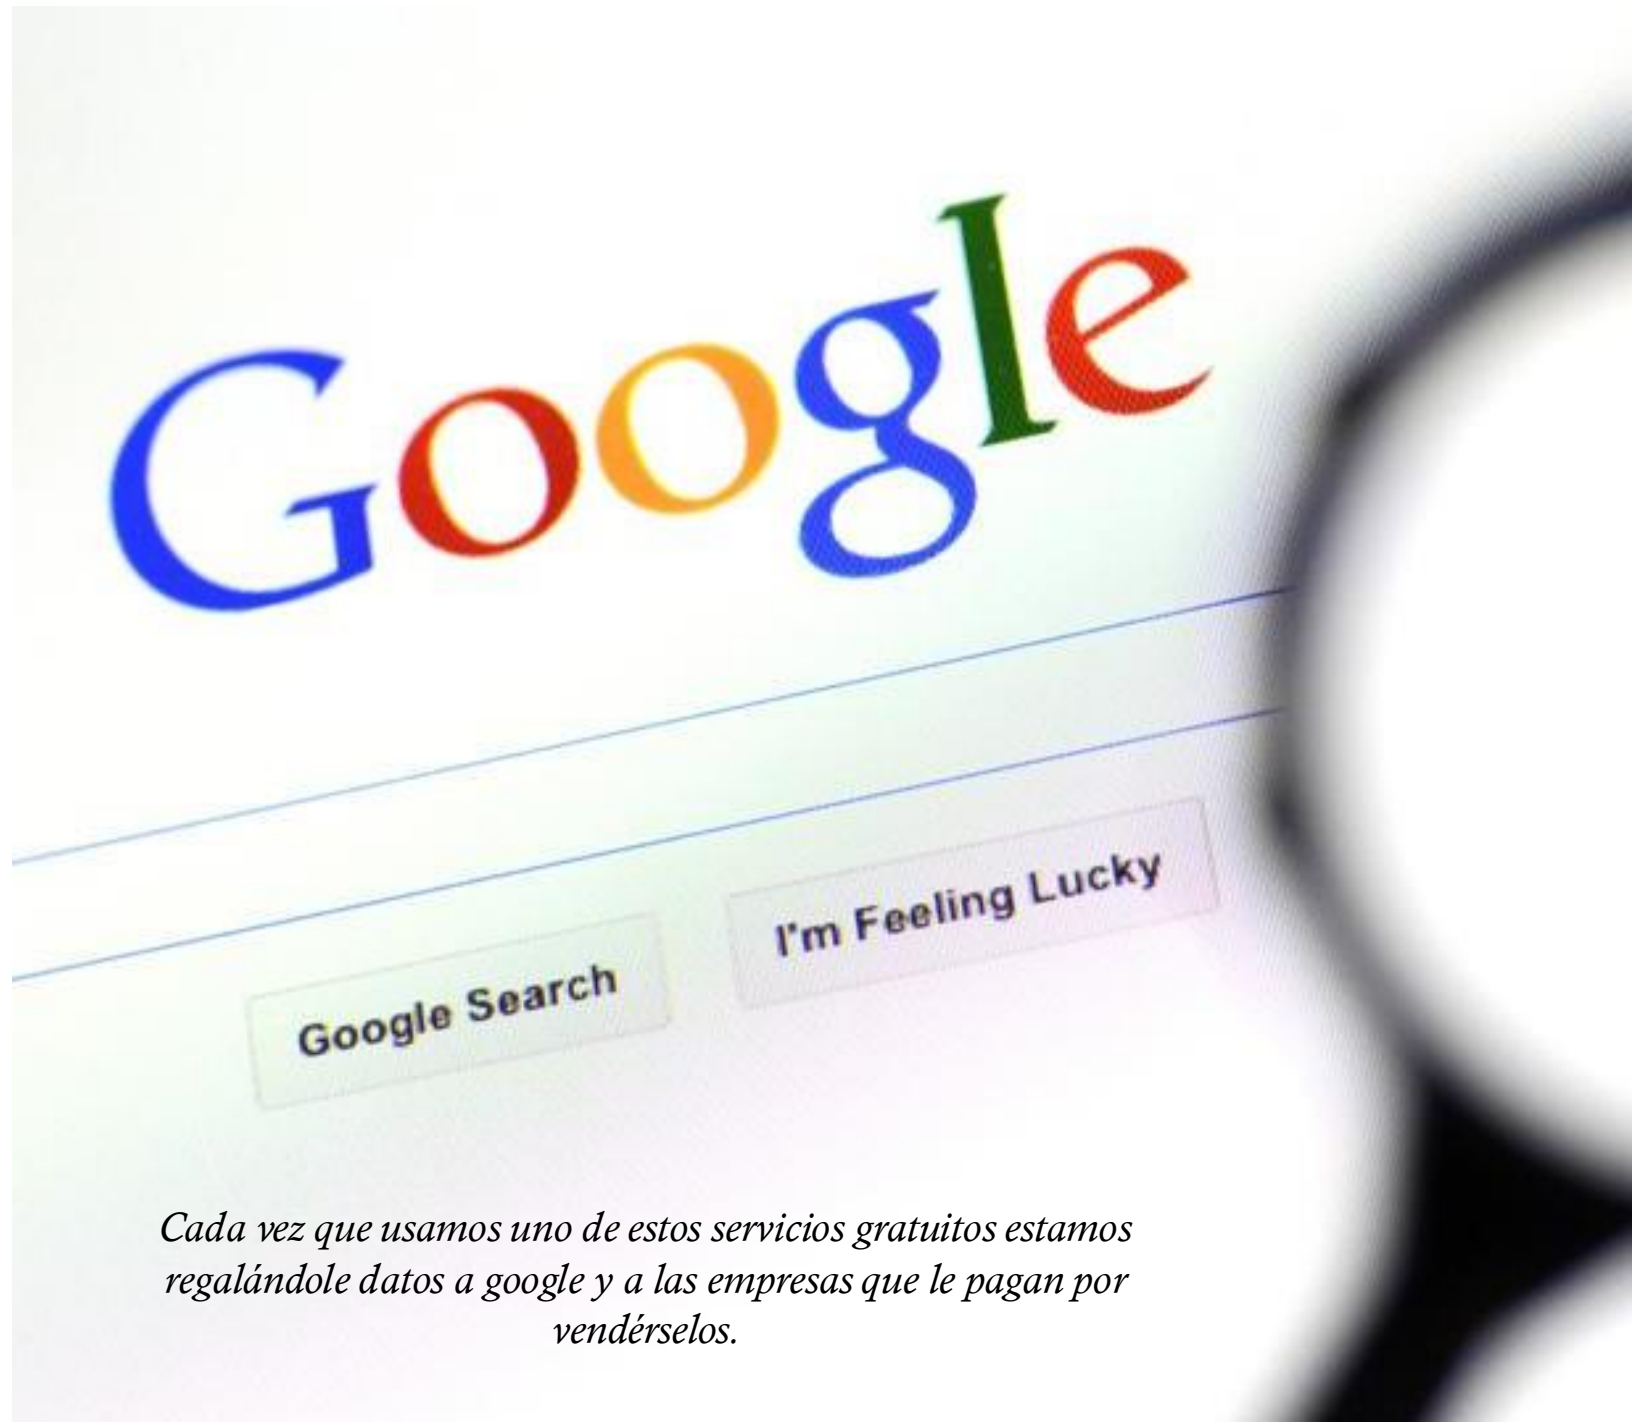 Google
Google Search
I'm Feeling Lucky
Cada vez que usamos uno de estos servicios gratuitos estamos
regalándole datos a google y a las empresas que le pagan por
vendérselos.